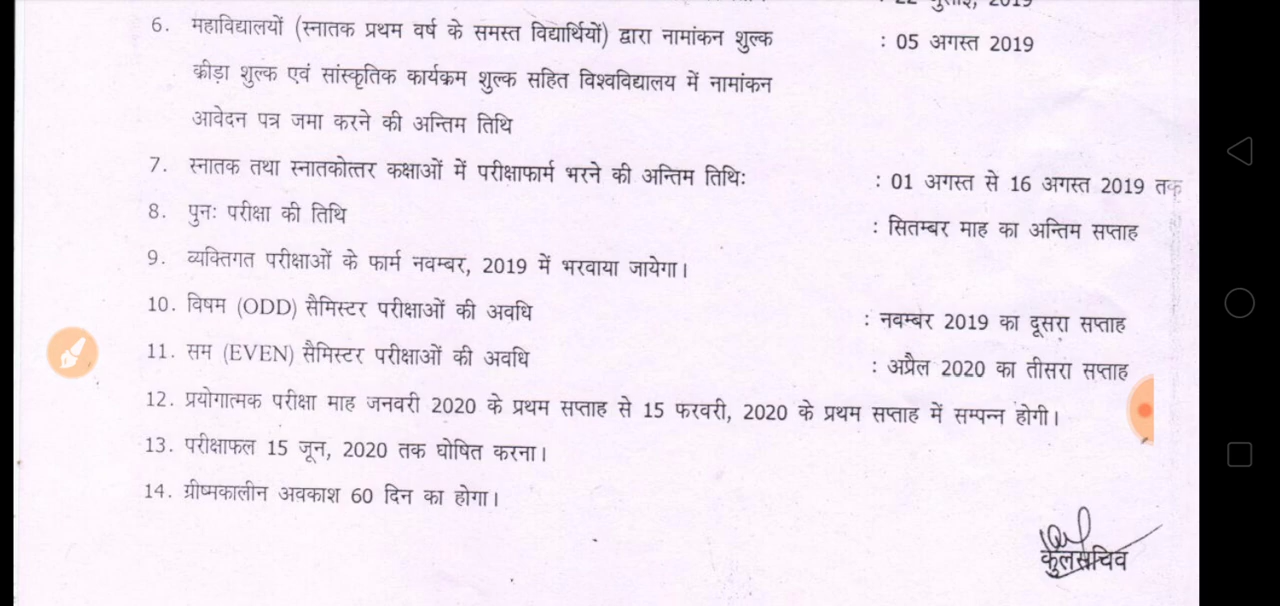 : 22 जुलाई, 2019
6. महाविद्यालयों (स्नातक प्रथम वर्ष के समस्त विद्यार्थियों) द्वारा नामांकन शुल्क : 05 अगस्त 2019
क्रीड़ा शुल्क एवं सांस्कृतिक कार्यक्रम शुल्क सहित विश्वविद्यालय में नामांकन
आवेदन पत्र जमा करने की अन्तिम तिथि
7. स्नातक तथा स्नातकोत्तर कक्षाओं में परीक्षाफार्म भरने की अन्तिम तिथिः : 01 अगस्त से 16 अगस्त 2019 तक
8. पुनः परीक्षा की तिथि : सितम्बर माह का अन्तिम सप्ताह
9. व्यक्तिगत परीक्षाओं के फार्म नवम्बर, 2019 में भरवाया जायेगा।
10. विषम (ODD) सैमिस्टर परीक्षाओं की अवधि : नवम्बर 2019 का दूसरा सप्ताह
11. सम (EVEN) सैमिस्टर परीक्षाओं की अवधि : अप्रैल 2020 का तीसरा सप्ताह
12. प्रयोगात्मक परीक्षा माह जनवरी 2020 के प्रथम सप्ताह से 15 फरवरी, 2020 के प्रथम सप्ताह में सम्पन्न होगी।
13. परीक्षाफल 15 जून, 2020 तक घोषित करना।
14. ग्रीष्मकालीन अवकाश 60 दिन का होगा।
कुलसचिव